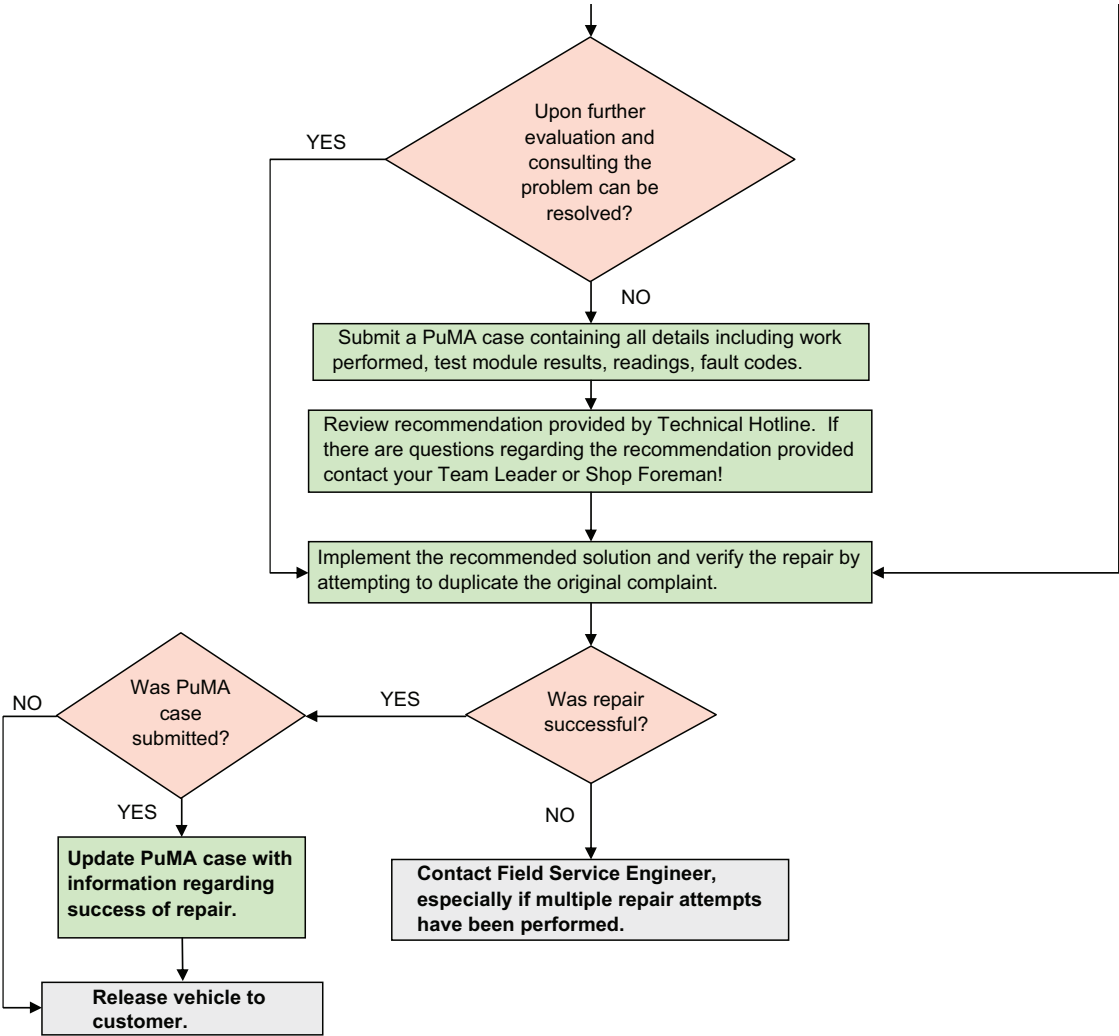 Upon further
evaluation and
consulting the
problem can be
resolved?
YES
NO
Submit a PuMA case containing all details including work
performed, test module results, readings, fault codes.
Review recommendation provided by Technical Hotline.  If
there are questions regarding the recommendation provided
contact your Team Leader or Shop Foreman!
Implement the recommended solution and verify the repair by
attempting to duplicate the original complaint.
Was repair
successful?
YES
NO
Was PuMA
case
submitted?
NO
YES
Update PuMA case with
information regarding
success of repair.
Contact Field Service Engineer,
especially if multiple repair attempts
have been performed.
Release vehicle to
customer.